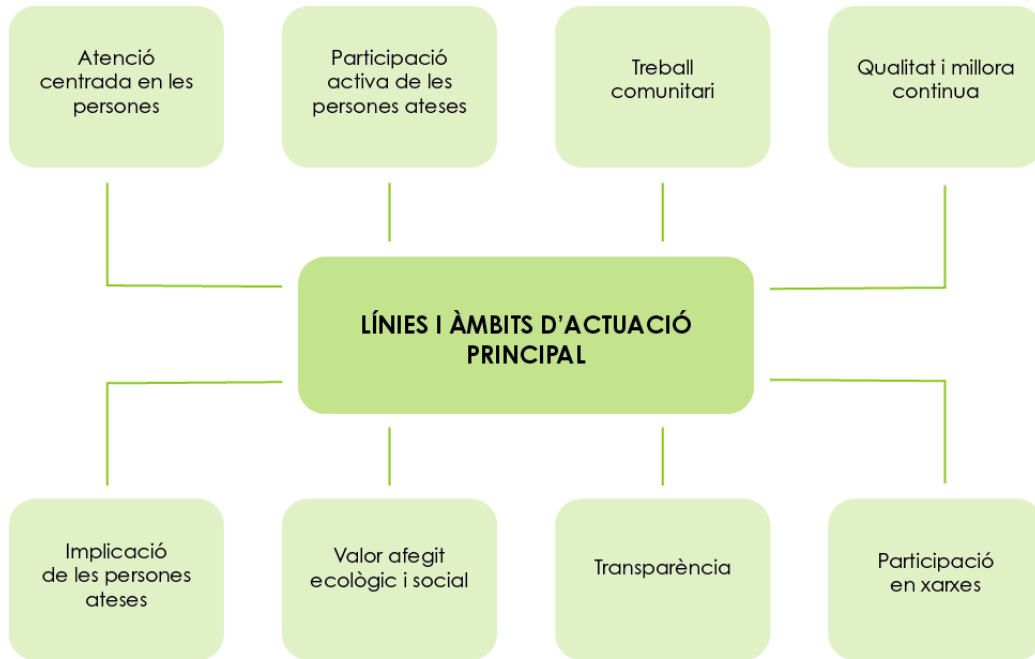 Atenció
centrada en les
persones
Participació
activa de les
persones ateses
Treball
comunitari
Qualitat i millora
continua
LÍNIES I ÀMBITS D'ACTUACIÓ
PRINCIPAL
Implicació
de les persones
ateses
Valor afegit
ecològic i social
Transparència
Participació
en xarxes